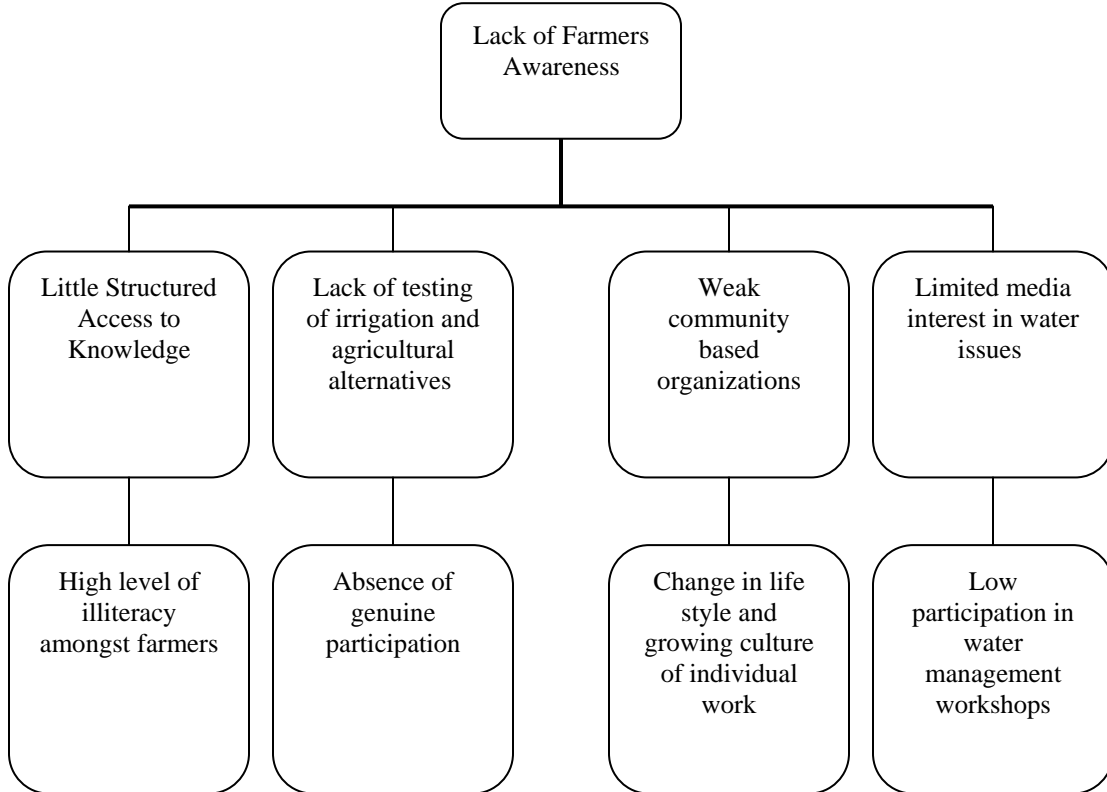 Lack of Farmers
Awareness
Little Structured
Access to
Knowledge
Lack of testing
of irrigation and
agricultural
alternatives
Weak
community
based
organizations
Limited media
interest in water
issues
High level of
illiteracy
amongst farmers
Absence of
genuine
participation
Change in life
style and
growing culture
of individual
work
Low
participation in
water
management
workshops